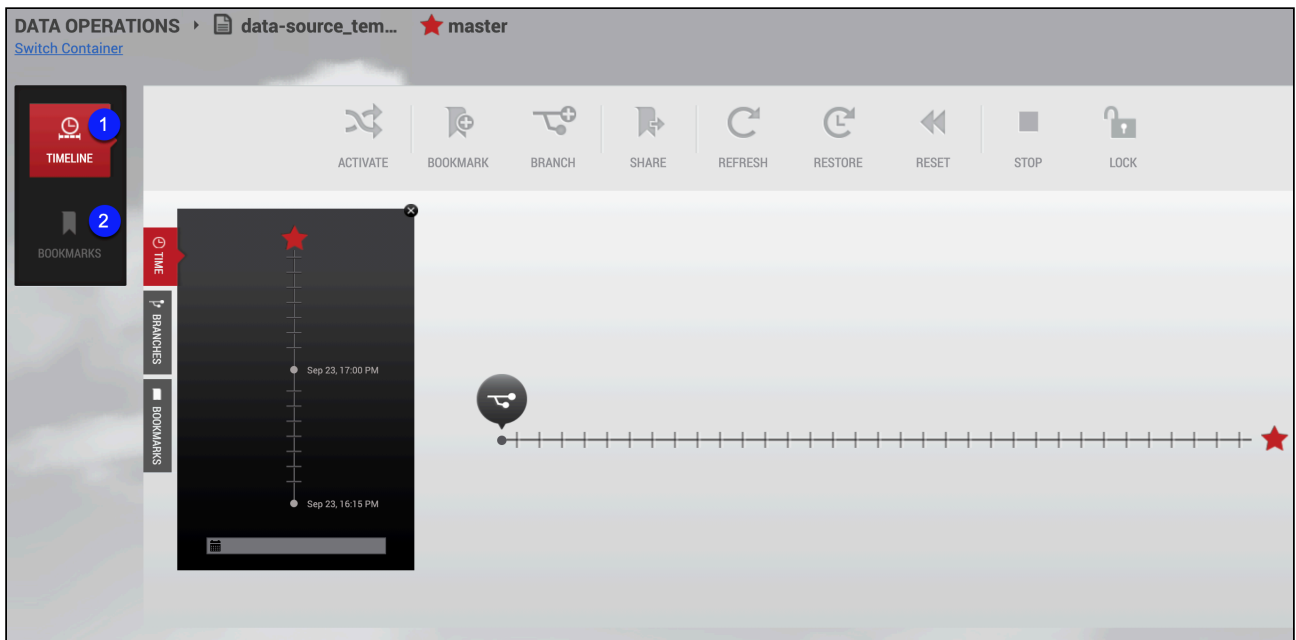 DATA OPERATIONS data-source_tem... master
Switch Container
1
TIMELINE
2
BOOKMARKS
ACTIVATE BOOKMARK BRANCH SHARE REFRESH RESTORE RESET STOP LOCK
TIME
BRANCHES
BOOKMARKS
Sep 23, 17:00 PM
Sep 23, 16:15 PM